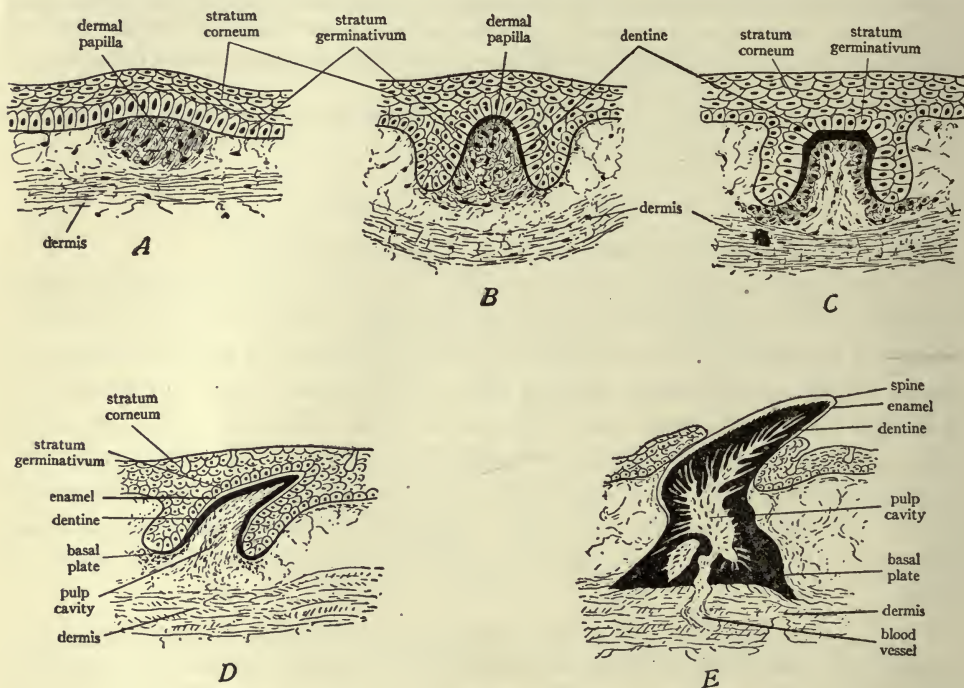 dermal
papilla
stratum
corneum
stratum
germinativum
dermal
papilla
dentine
stratum
corneum
stratum
germinativum
dermis
A
dermis
B
C
stratum
corneum
stratum
germinativum
enamel
dentine
basal
plate
pulp
cavity
dermis
D
spine
enamel
dentine
pulp
cavity
basal
plate
dermis
blood
vessel
E